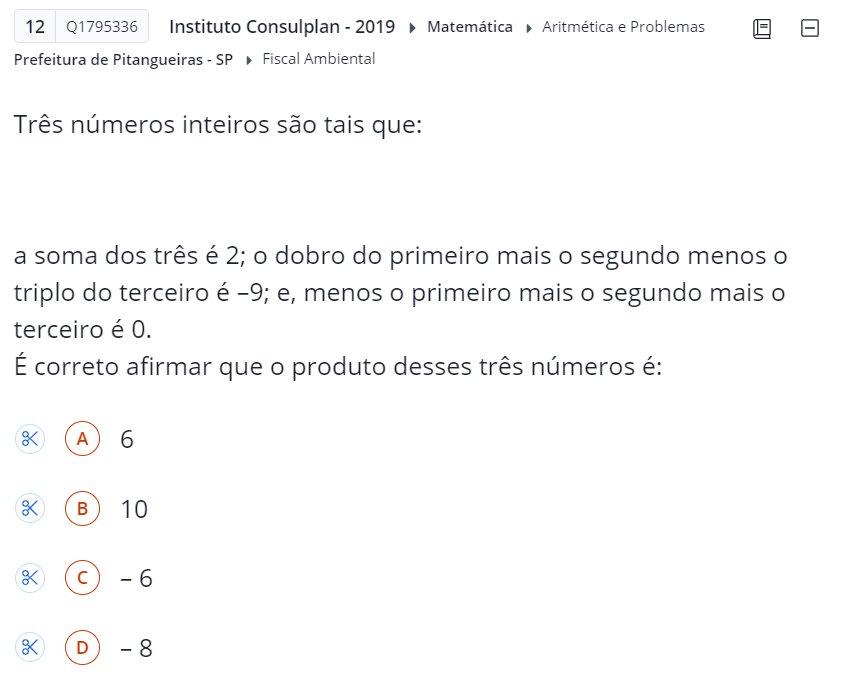 12 Q1795336 Instituto Consulplan - 2019 Matemática Aritmética e Problemas
Prefeitura de Pitangueiras - SP Fiscal Ambiental
Três números inteiros são tais que:
a soma dos três é 2; o dobro do primeiro mais o segundo menos o
triplo do terceiro é –9; e, menos o primeiro mais o segundo mais o
terceiro é 0.
É correto afirmar que o produto desses três números é:
A 6
B 10
C – 6
D – 8